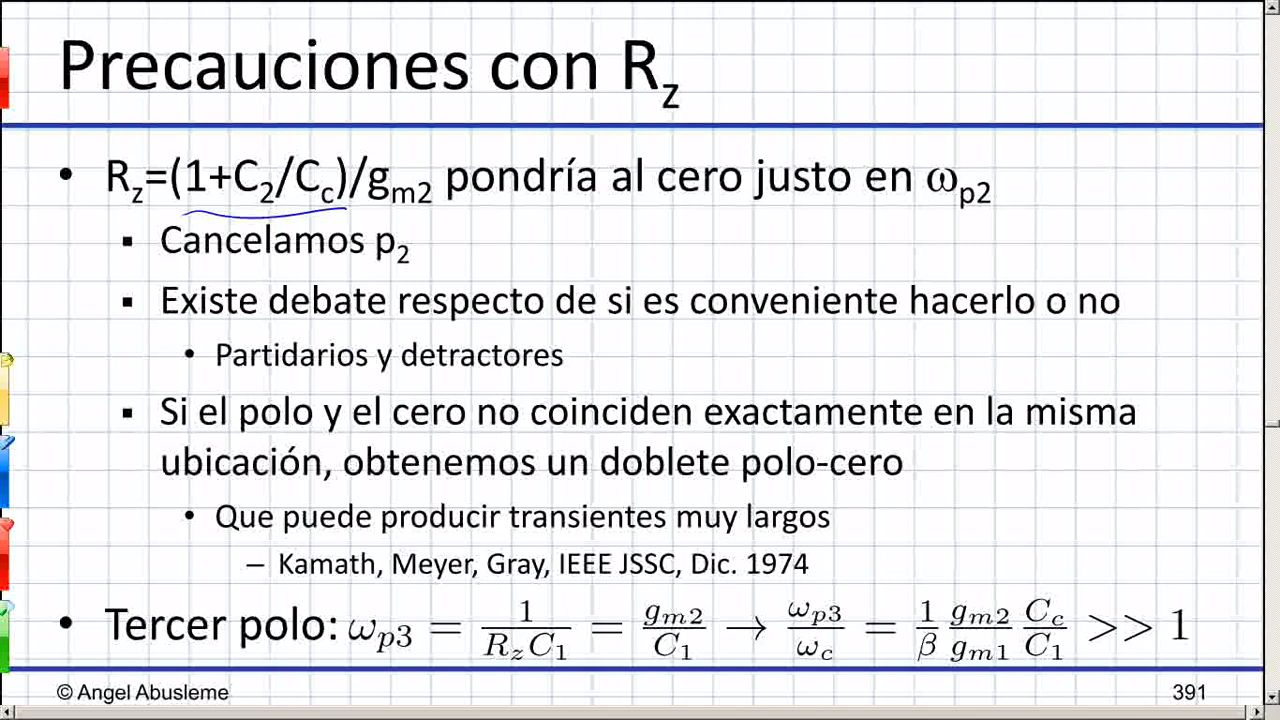 Precauciones con R_z
• R_z=(1+C_2/C_c)/g_m2 pondría al cero justo en ω_p2
▪ Cancelamos p_2
▪ Existe debate respecto de si es conveniente hacerlo o no
• Partidarios y detractores
▪ Si el polo y el cero no coinciden exactamente en la misma
ubicación, obtenemos un doblete polo-cero
• Que puede producir transientes muy largos
– Kamath, Meyer, Gray, IEEE JSSC, Dic. 1974
• Tercer polo: ω_p3 = 1/(R_z C_1) = g_m2/C_1 → ω_p3/ω_c = (1/β) (g_m2/g_m1) (C_c/C_1) >> 1
© Angel Abusleme 391